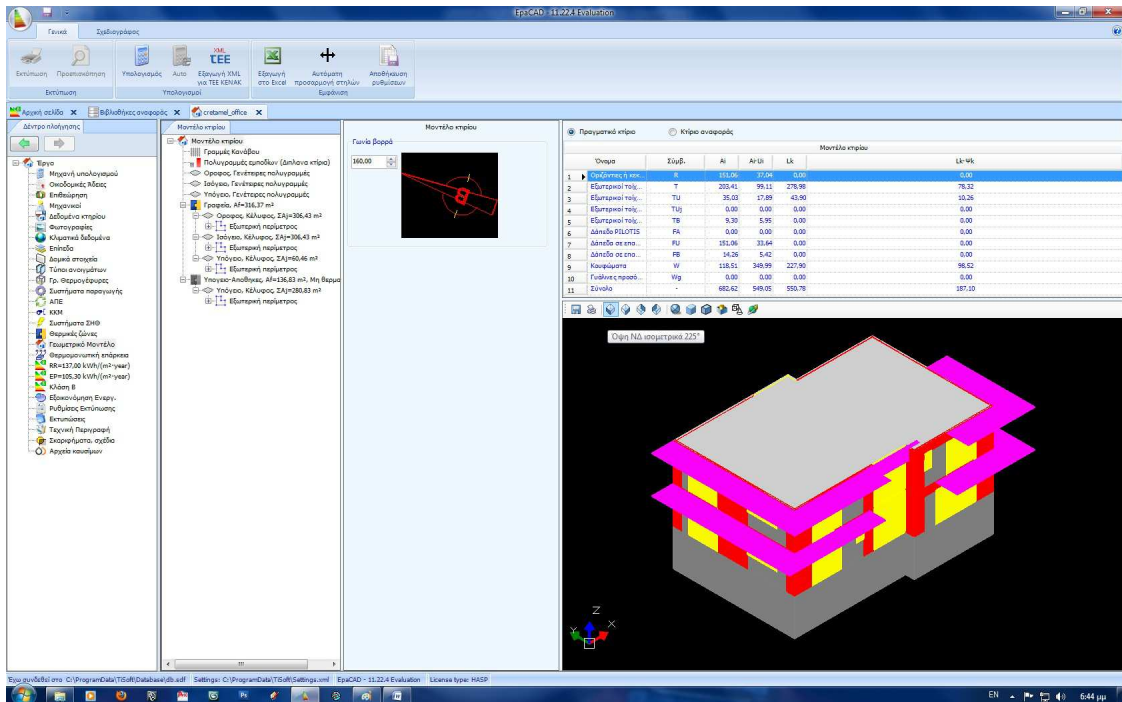 EpaCAD - 11.22.4 Evaluation
Γενικά Σχεδιογράφος
Εκτύπωση Προεπισκόπηση Υπολογισμός Auto Εξαγωγή XML για ΤΕΕ ΚΕΝΑΚ Εξαγωγή στο Excel Αυτόματη προσαρμογή στηλών Αποθήκευση ρυθμίσεων
XML TEE
Εκτύπωση Υπολογισμοί Εμφάνιση
Αρχική σελίδα Βιβλιοθήκες αναφοράς cretamel_office
Δέντρο πλοήγησης
Έργο
Μηχανή υπολογισμού
Οικοδομικές Άδειες
Επιθεώρηση
Μηχανικοί
Δεδομένα κτηρίου
Φωτογραφίες
Κλιματικά δεδομένα
Επίπεδα
Δομικά στοιχεία
Τύποι ανοιγμάτων
Γρ. Θερμογέφυρες
Συστήματα παραγωγής
ΑΠΕ
ΚΚΜ
Συστήματα ΣΗΘ
Θερμικές ζώνες
Γεωμετρικό Μοντέλο
Θερμομονωτική επάρκεια
RR=137,00 kWh/(m²·year)
EP=105,30 kWh/(m²·year)
Κλάση Β
Εξοικονόμηση Ενεργ.
Ρυθμίσεις Εκτύπωσης
Εκτυπώσεις
Τεχνική Περιγραφή
Σκαριφήματα, σχέδια
Αρχεία καυσίμων
Μοντέλο κτιρίου
Μοντέλο κτιρίου
Γραμμές Κανάβου
Πολυγραμμές εμποδίων (Διπλανα κτίρια)
Οροφος, Γενέτειρες πολυγραμμές
Ισόγειο, Γενέτειρες πολυγραμμές
Υπόγειο, Γενέτειρες πολυγραμμές
Γραφεία, Af=316,37 m²
Οροφος, Κέλυφος, ΣAj=306,43 m²
Εξωτερική περίμετρος
Ισόγειο, Κέλυφος, ΣAj=306,43 m²
Εξωτερική περίμετρος
Υπόγειο, Κέλυφος, ΣAj=60,46 m²
Εξωτερική περίμετρος
Υπογειο-Αποθηκες, Af=136,83 m², Μη θερμα
Υπόγειο, Κέλυφος, ΣAj=280,83 m²
Εξωτερική περίμετρος
Μοντέλο κτιρίου
Γωνία βορρά
160,00
B
Πραγματικό κτίριο Κτίριο αναφοράς
Μοντέλο κτιρίου
Όνομα Σύμβ. Ai Ai·Ui Lk Lk·Ψk
1 Οριζόντιες ή κεκ... R 151,06 37,04 0,00 0,00
2 Εξωτερικοί τοίχ... T 203,41 99,11 278,98 78,32
3 Εξωτερικοί τοίχ... TU 35,03 17,89 43,90 10,26
4 Εξωτερικοί τοίχ... TUj 0,00 0,00 0,00 0,00
5 Εξωτερικοί τοίχ... TB 9,30 5,95 0,00 0,00
6 Δάπεδο PILOTIS FA 0,00 0,00 0,00 0,00
7 Δάπεδο σε επα... FU 151,06 33,64 0,00 0,00
8 Δάπεδο σε επα... FB 14,26 5,42 0,00 0,00
9 Κουφώματα W 118,51 349,99 227,90 98,52
10 Γυάλινες προσό... Wg 0,00 0,00 0,00 0,00
11 Σύνολο - 682,62 549,05 550,78 187,10
Όψη ΝΔ ισομετρικά 225°
Z
Y X
Έχω συνδεθεί στο C:\ProgramData\TiSoft\Database\db.sdf Settings: C:\ProgramData\TiSoft\Settings.xml EpaCAD - 11.22.4 Evaluation License type: HASP
EN 6:44 μμ